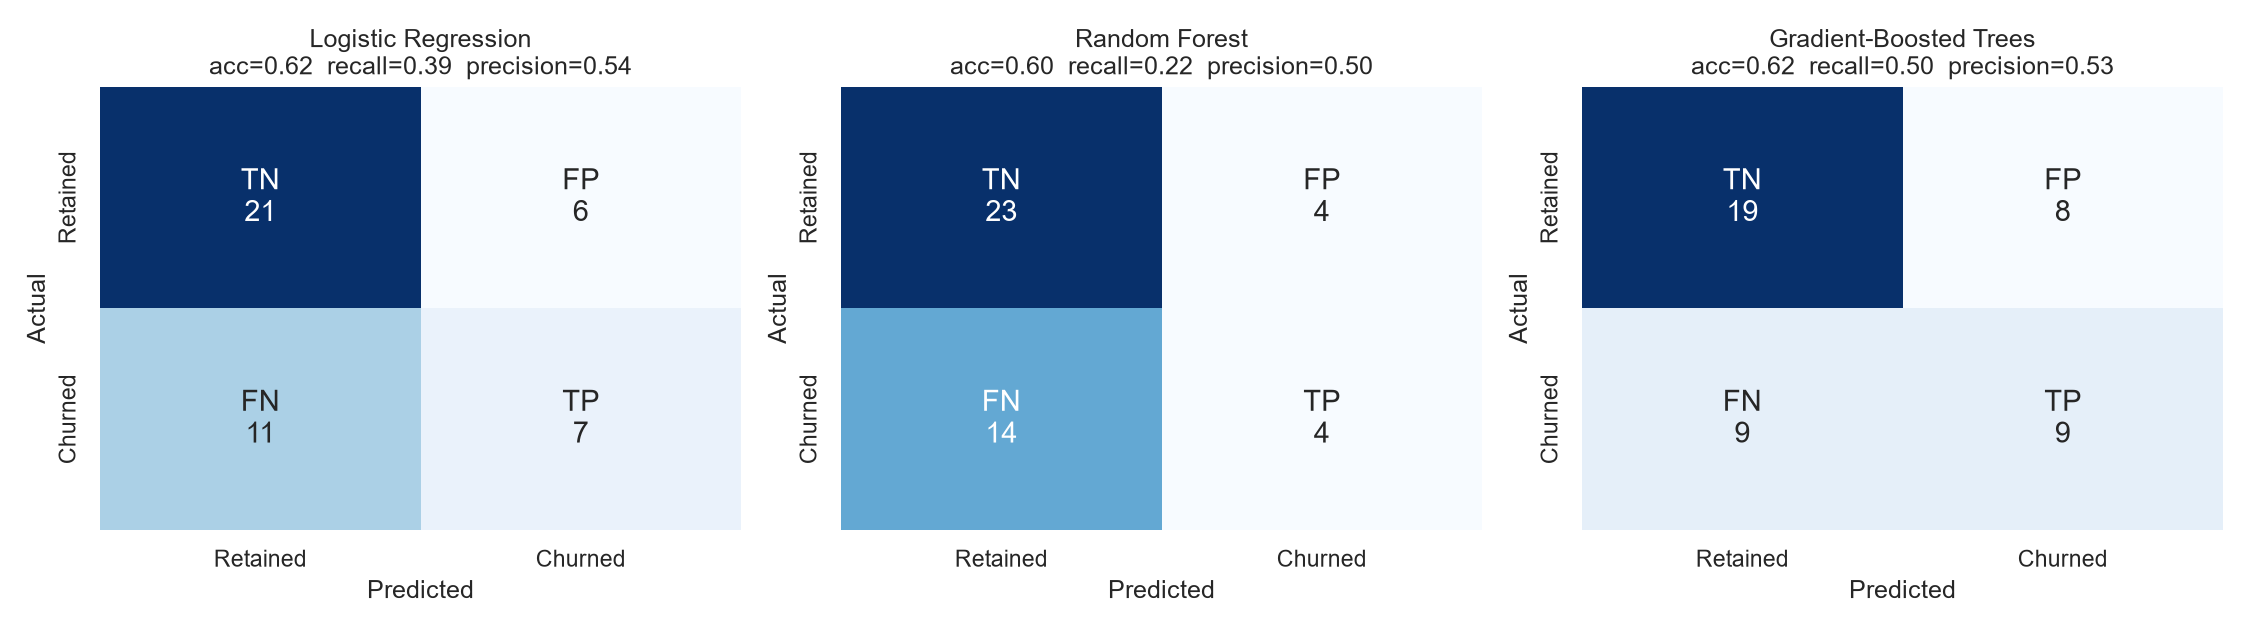 Logistic Regression
acc=0.62 recall=0.39 precision=0.54
Actual
Retained
Churned
TN
21
FP
6
FN
11
TP
7
Retained
Churned
Predicted
Random Forest
acc=0.60 recall=0.22 precision=0.50
Actual
Retained
Churned
TN
23
FP
4
FN
14
TP
4
Retained
Churned
Predicted
Gradient-Boosted Trees
acc=0.62 recall=0.50 precision=0.53
Actual
Retained
Churned
TN
19
FP
8
FN
9
TP
9
Retained
Churned
Predicted